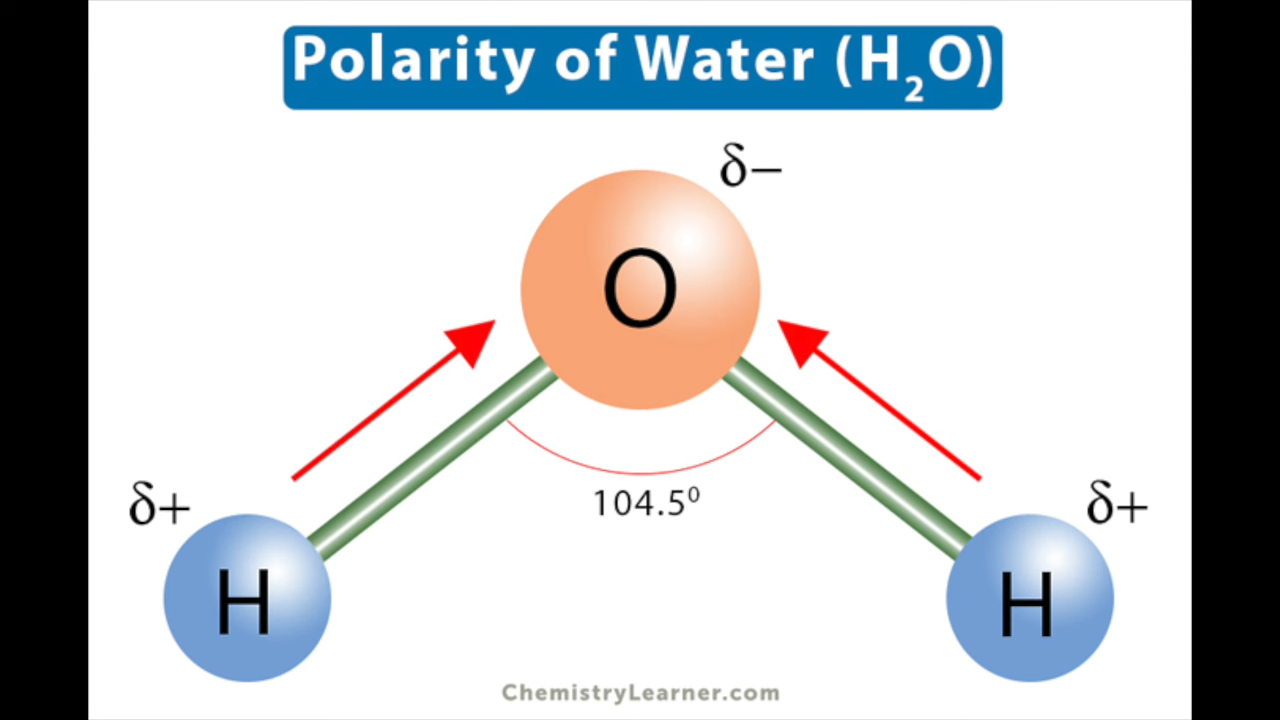 Polarity of Water (H₂O)
δ−
O
104.5⁰
δ+
δ+
H
H
ChemistryLearner.com